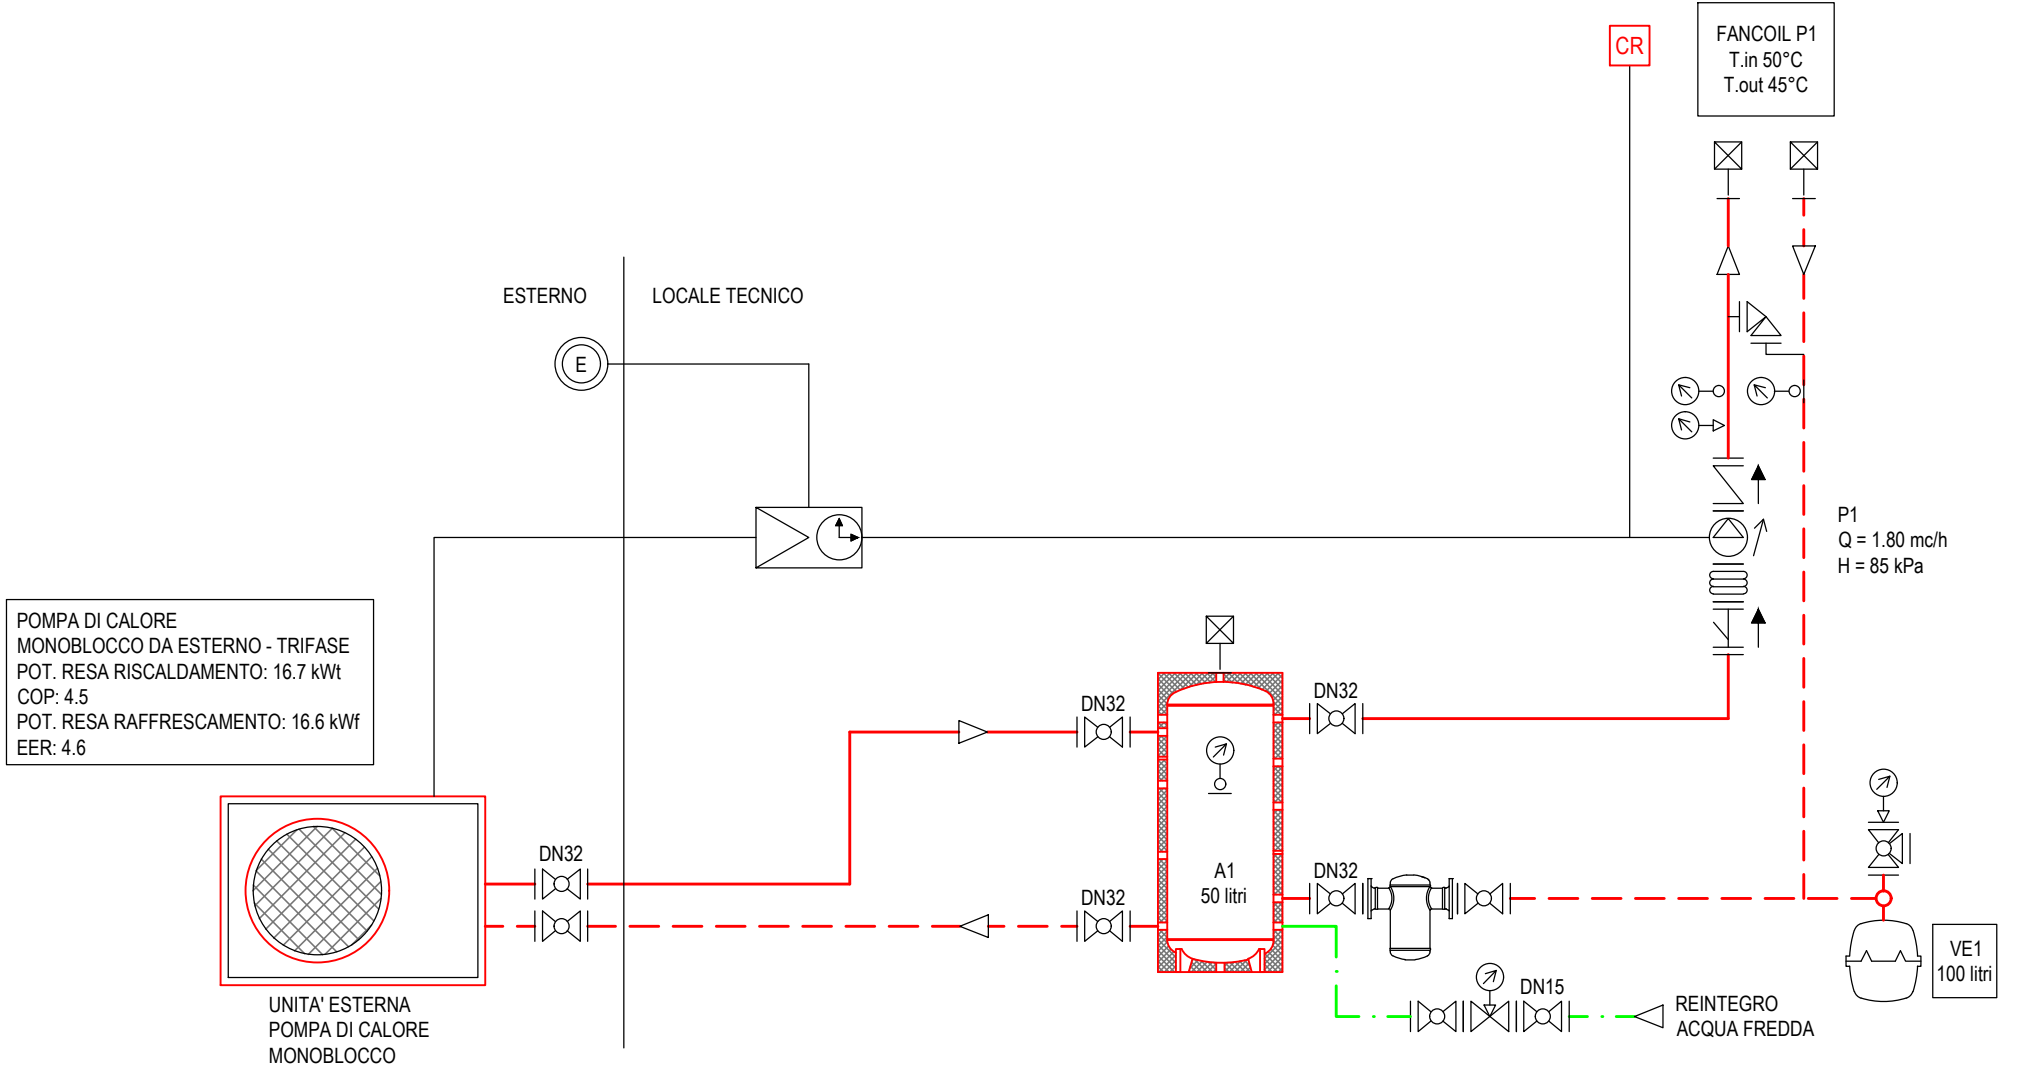 CR
FANCOIL P1
T.in 50°C
T.out 45°C
ESTERNO
LOCALE TECNICO
E
P1
Q = 1.80 mc/h
H = 85 kPa
POMPA DI CALORE
MONOBLOCCO DA ESTERNO - TRIFASE
POT. RESA RISCALDAMENTO: 16.7 kWt
COP: 4.5
POT. RESA RAFFRESCAMENTO: 16.6 kWf
EER: 4.6
DN32
DN32
DN32
DN32
DN32
A1
50 litri
VE1
100 litri
DN15
REINTEGRO
ACQUA FREDDA
UNITA' ESTERNA
POMPA DI CALORE
MONOBLOCCO